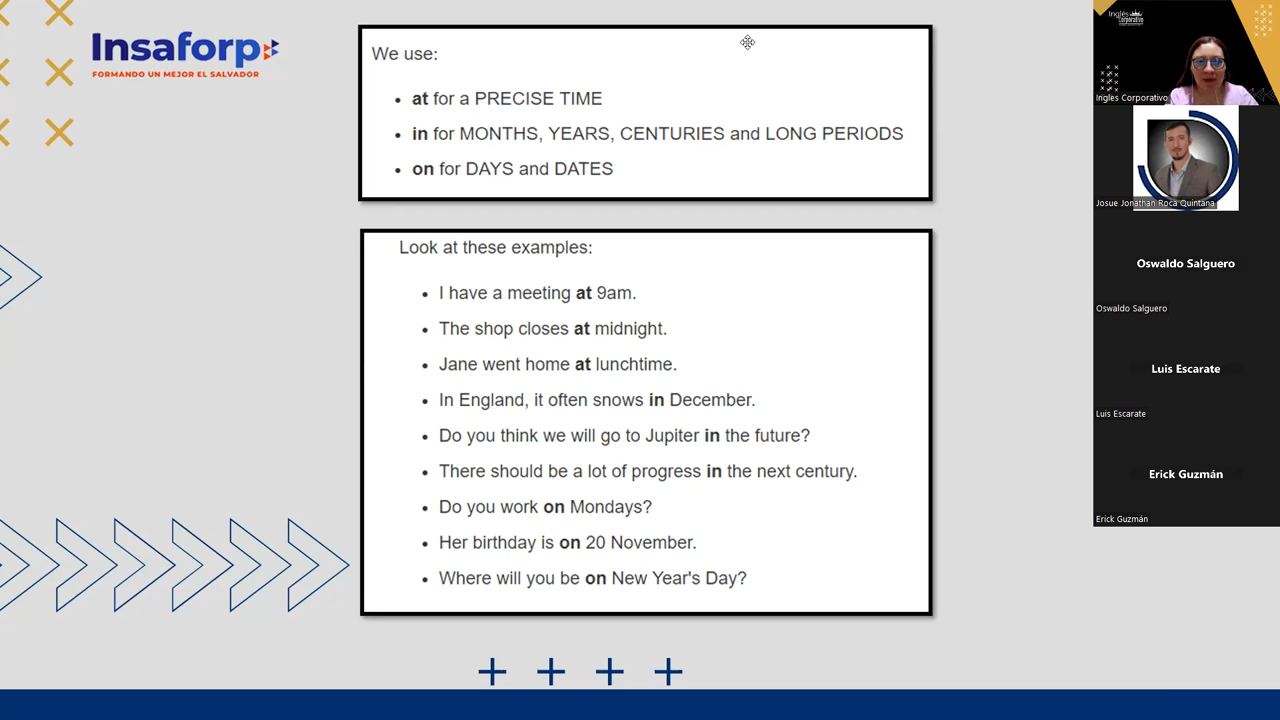 Insaforp
FORMANDO UN MEJOR EL SALVADOR
We use:
• at for a PRECISE TIME
• in for MONTHS, YEARS, CENTURIES and LONG PERIODS
• on for DAYS and DATES
Look at these examples:
• I have a meeting at 9am.
• The shop closes at midnight.
• Jane went home at lunchtime.
• In England, it often snows in December.
• Do you think we will go to Jupiter in the future?
• There should be a lot of progress in the next century.
• Do you work on Mondays?
• Her birthday is on 20 November.
• Where will you be on New Year's Day?
Inglés
Corporativo
Ingles Corporativo
Josue Jonathan Roca Quintana
Oswaldo Salguero
Oswaldo Salguero
Luis Escarate
Luis Escarate
Erick Guzmán
Erick Guzmán